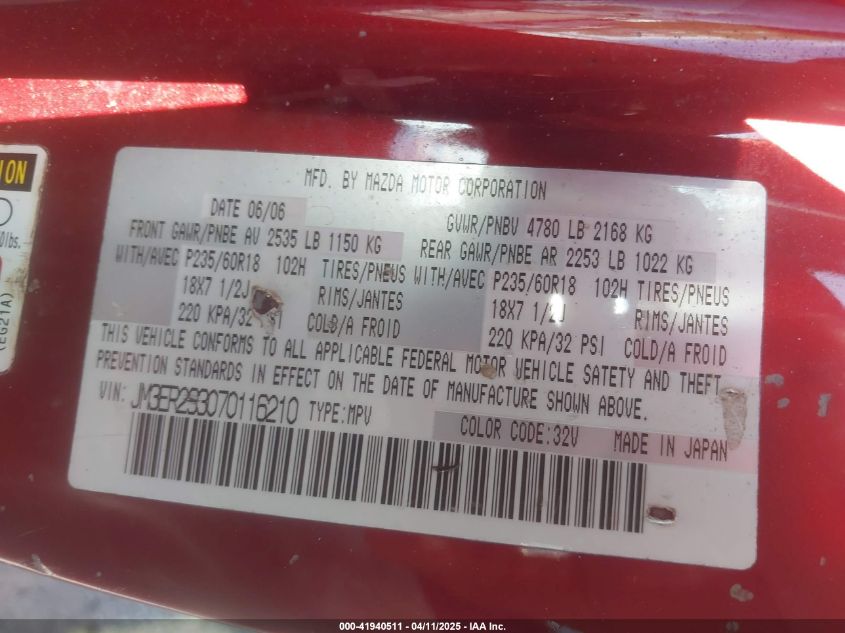 MFD. BY MAZDA MOTOR CORPORATION
DATE 06/06
GVWR/PNBV 4780 LB 2168 KG
FRONT GAWR/PNBE AV 2535 LB 1150 KG
REAR GAWR/PNBE AR 2253 LB 1022 KG
WITH/AVEC P235/60R18 102H TIRES/PNEUS WITH/AVEC P235/60R18 102H TIRES/PNEUS
18X7 1/2J RIMS/JANTES 18X7 1/2J RIMS/JANTES
220 KPA/32 COLD/A FROID 220 KPA/32 PSI COLD/A FROID
THIS VEHICLE CONFORMS TO ALL APPLICABLE FEDERAL MOTOR VEHICLE SAFETY AND THEFT
PREVENTION STANDARDS IN EFFECT ON THE DATE OF MANUFACTURE SHOWN ABOVE.
VIN: JM3ER293070116210 TYPE:MPV
COLOR CODE:32V MADE IN JAPAN
ION
0lbs.
(EG21A)
000-41940511 - 04/11/2025 - IAA Inc.